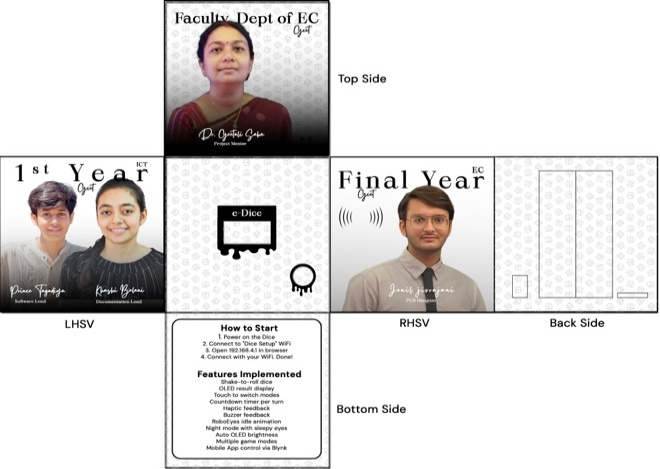 Faculty, Dept of EC
Gcet
Dr. Geetali Saha
Project Mentor
Top Side
1st Year ICT
Gcet
Prince Tagadiya
Software Lead
Khushi Bolani
Documentation Lead
LHSV
e-Dice
Final Year EC
Gcet
PCB Designer
RHSV
Back Side
How to Start
1. Power on the Dice
2. Connect to "Dice Setup" WiFi
3. Open 192.168.4.1 in browser
4. Connect with your WiFi. Done!
Features Implemented
Shake-to-roll dice
OLED result display
Touch to switch modes
Countdown timer per turn
Haptic feedback
Buzzer feedback
RoboEyes idle animation
Night mode with sleepy eyes
Auto OLED brightness
Multiple game modes
Mobile App control via Blynk
Bottom Side